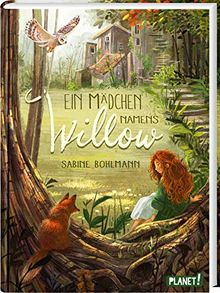 EIN MÄDCHEN
NAMENS
Willow
SABINE BOHLMANN
PLANET!